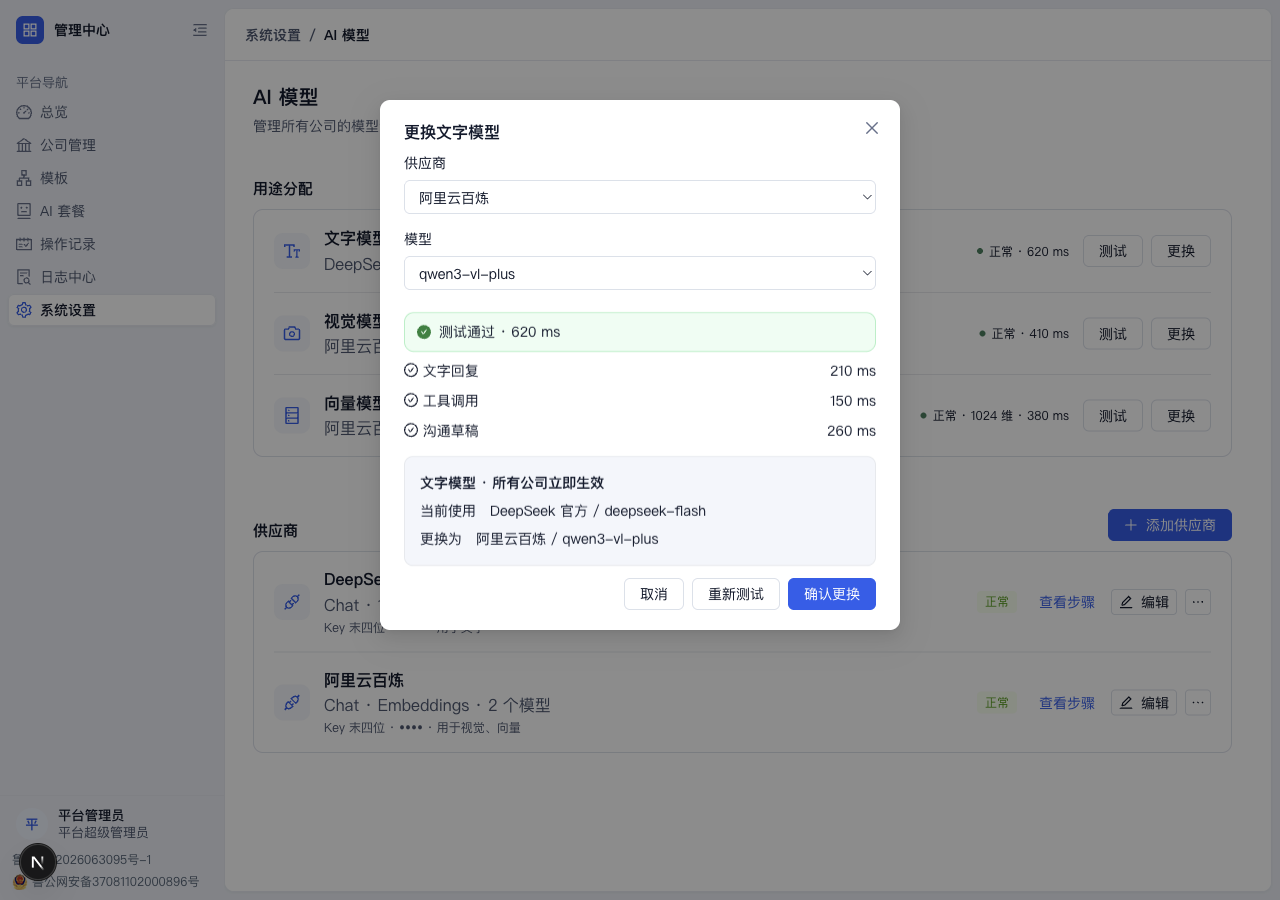 管理中心
平台导航
总览
公司管理
模板
AI 套餐
操作记录
日志中心
系统设置
平
平台管理员
平台超级管理员
2026063095号-1
N
公网安备37081102000896号
系统设置 / AI 模型
AI 模型
管理所有公司的模型
用途分配
文字模型
DeepSe
正常 · 620 ms
测试
更换
视觉模型
阿里云百
正常 · 410 ms
测试
更换
向量模型
阿里云百
正常 · 1024 维 · 380 ms
测试
更换
供应商
添加供应商
DeepSe
Chat ·
Key 末四位
正常
查看步骤
编辑
···
阿里云百炼
Chat · Embeddings · 2 个模型
Key 末四位 · •••• · 用于视觉、向量
正常
查看步骤
编辑
···
更换文字模型
供应商
阿里云百炼
模型
qwen3-vl-plus
测试通过 · 620 ms
文字回复 210 ms
工具调用 150 ms
沟通草稿 260 ms
文字模型 · 所有公司立即生效
当前使用 DeepSeek 官方 / deepseek-flash
更换为 阿里云百炼 / qwen3-vl-plus
取消
重新测试
确认更换